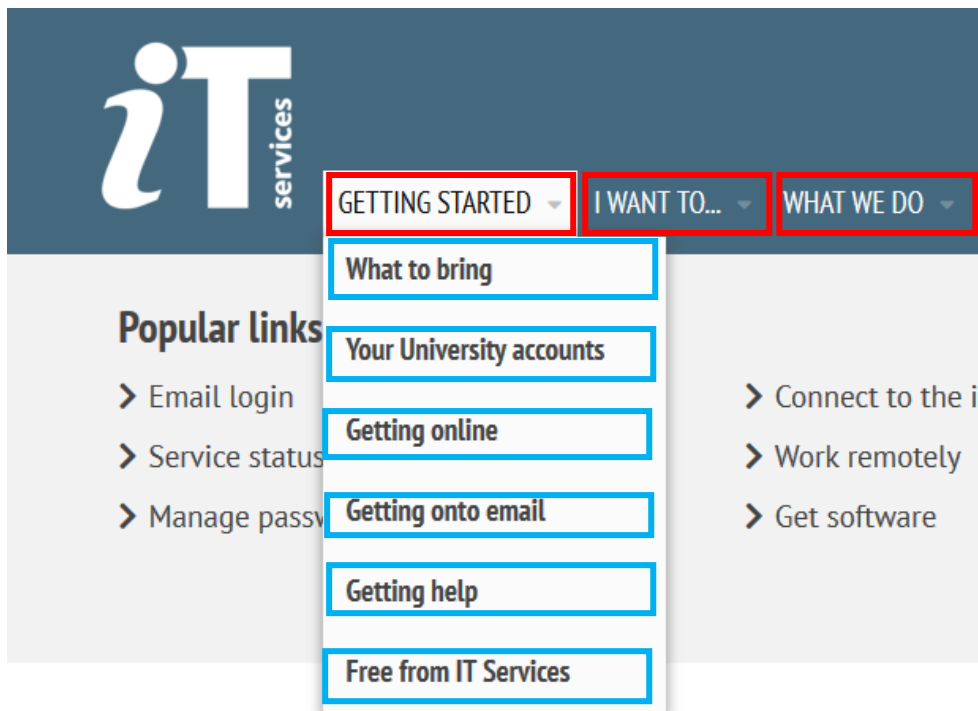 iT
services
GETTING STARTED
I WANT TO...
WHAT WE DO
What to bring
Your University accounts
Getting online
Getting onto email
Getting help
Free from IT Services
Popular links
Email login
Service status
Manage
Connect to the
Work remotely
Get software